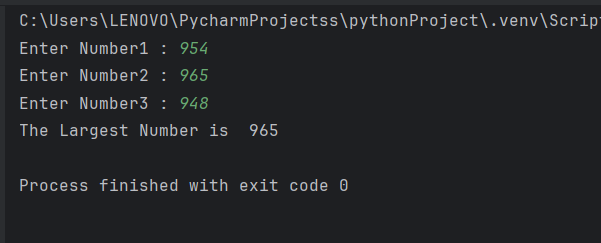 C:\Users\LENOVO\PycharmProjectss\pythonProject\.venv\Script
Enter Number1 : 954
Enter Number2 : 965
Enter Number3 : 948
The Largest Number is  965
Process finished with exit code 0